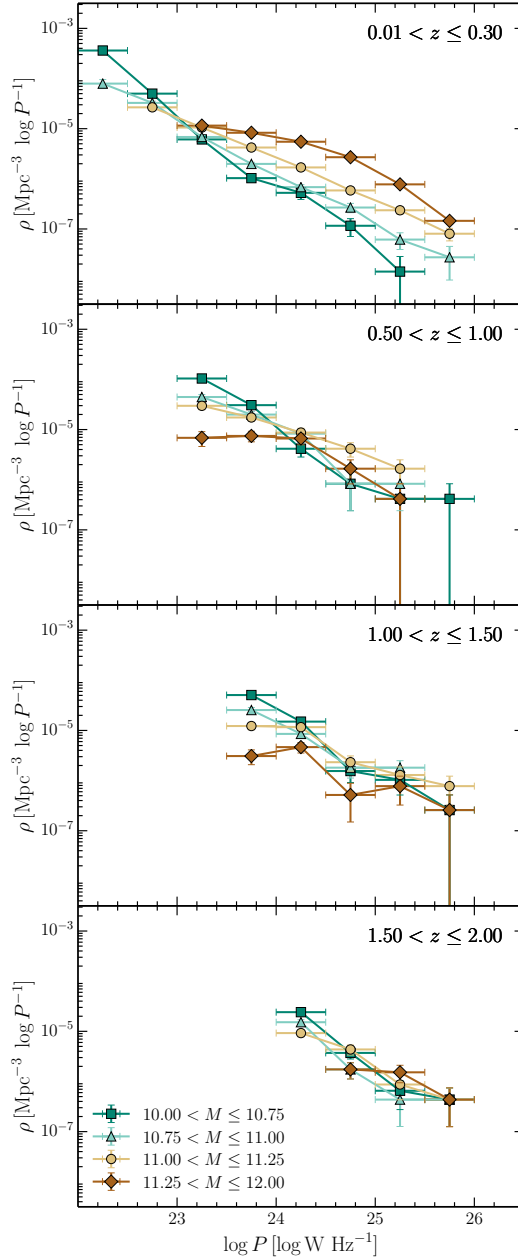 0.01 < z ≤ 0.30
10⁻³
10⁻⁵
10⁻⁷
ρ [Mpc⁻³ log P⁻¹]
0.50 < z ≤ 1.00
10⁻³
10⁻⁵
10⁻⁷
ρ [Mpc⁻³ log P⁻¹]
1.00 < z ≤ 1.50
10⁻³
10⁻⁵
10⁻⁷
ρ [Mpc⁻³ log P⁻¹]
1.50 < z ≤ 2.00
10⁻³
10⁻⁵
10⁻⁷
ρ [Mpc⁻³ log P⁻¹]
10.00 < M ≤ 10.75
10.75 < M ≤ 11.00
11.00 < M ≤ 11.25
11.25 < M ≤ 12.00
23 24 25 26
log P [log W Hz⁻¹]